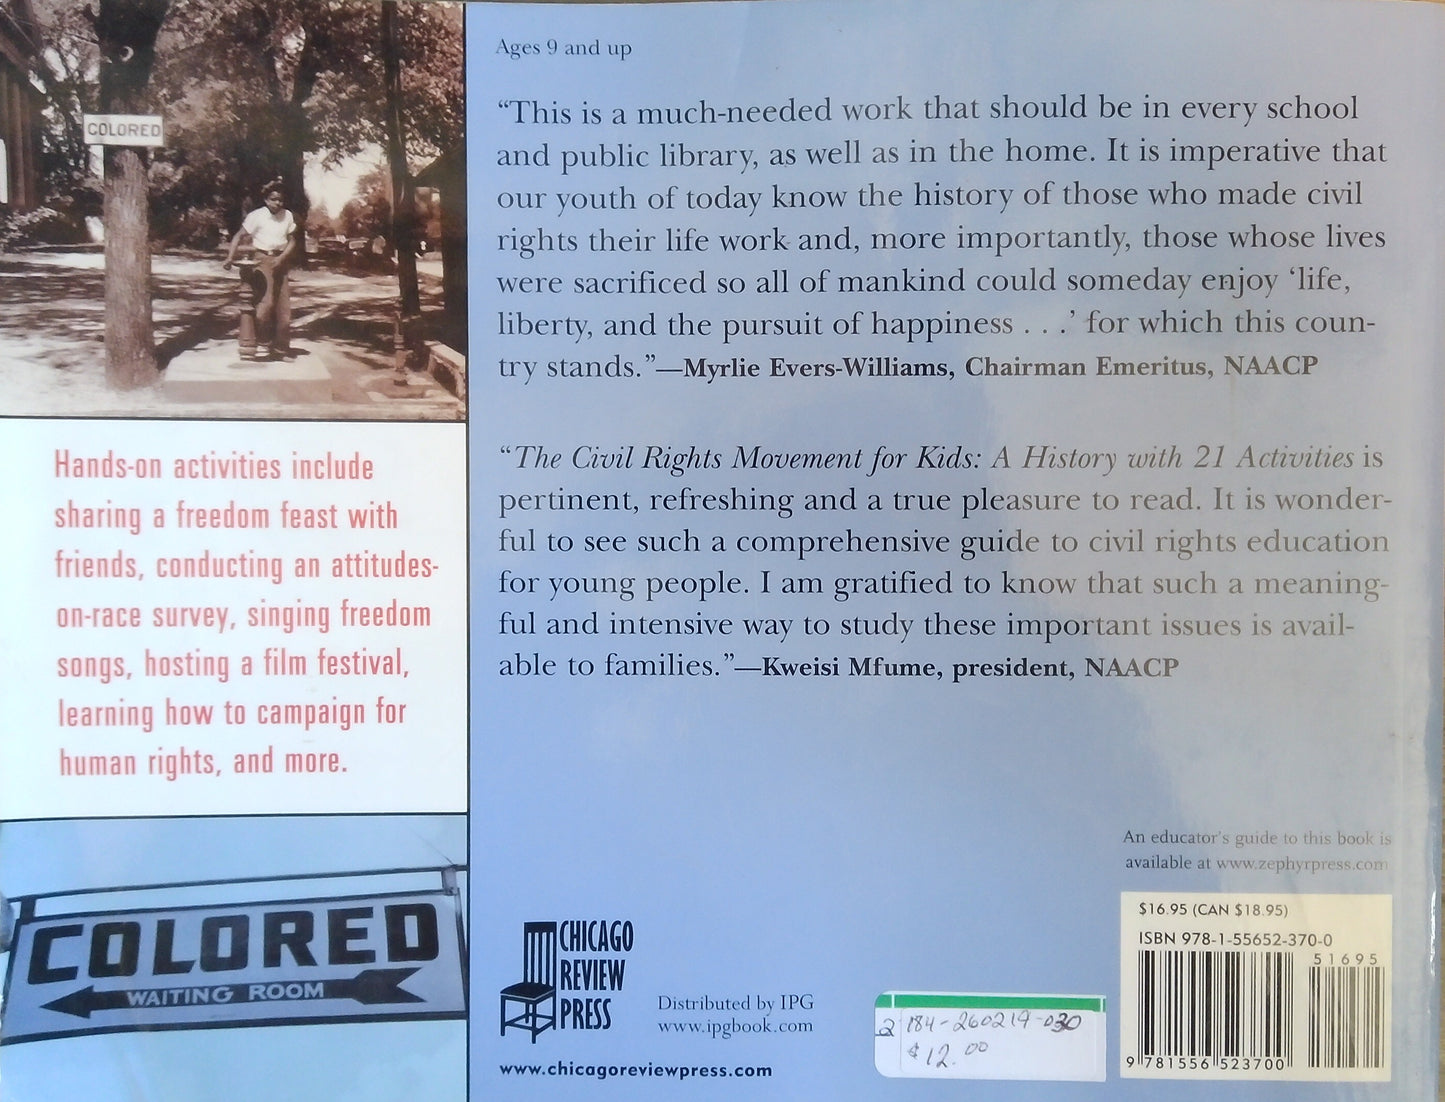 COLORED
Hands-on activities include
sharing a freedom feast with
friends, conducting an attitudes-
on-race survey, singing freedom
songs, hosting a film festival,
learning how to campaign for
human rights, and more.
COLORED
WAITING ROOM
Ages 9 and up
“This is a much-needed work that should be in every school
and public library, as well as in the home. It is imperative that
our youth of today know the history of those who made civil
rights their life work and, more importantly, those whose lives
were sacrificed so all of mankind could someday enjoy ‘life,
liberty, and the pursuit of happiness . . .’ for which this coun-
try stands.”—Myrlie Evers-Williams, Chairman Emeritus, NAACP
“The Civil Rights Movement for Kids: A History with 21 Activities is
pertinent, refreshing and a true pleasure to read. It is wonder-
ful to see such a comprehensive guide to civil rights education
for young people. I am gratified to know that such a meaning-
ful and intensive way to study these important issues is avail-
able to families.”—Kweisi Mfume, president, NAACP
An educator’s guide to this book is
available at www.zephyrpress.com
CHICAGO
REVIEW
PRESS
www.chicagoreviewpress.com
Distributed by IPG
www.ipgbook.com
2 184-260219-030
$12.00
$16.95 (CAN $18.95)
ISBN 978-1-55652-370-0
51695
9 781556 523700